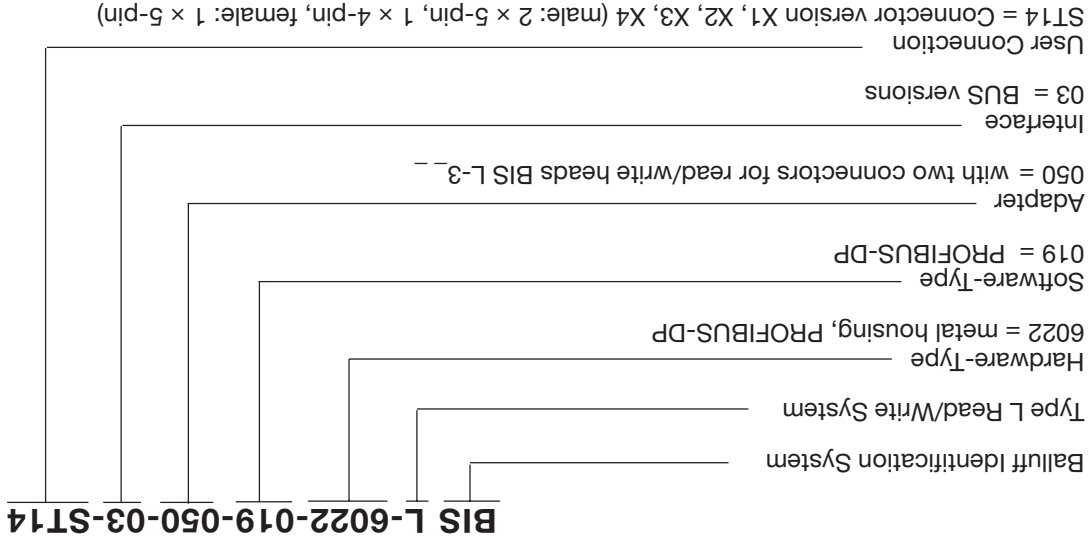 BIS L-6022-019-050-03-ST14
Balluff Identification System
Type L Read/Write System
Hardware-Type
6022 = metal housing, PROFIBUS-DP
Software-Type
019 = PROFIBUS-DP
Adapter
050 = with two connectors for read/write heads BIS L-3_ _
Interface
03 = BUS versions
User Connection
ST14 = Connector version X1, X2, X3, X4 (male: 2 × 5-pin, 1 × 4-pin, female: 1 × 5-pin)